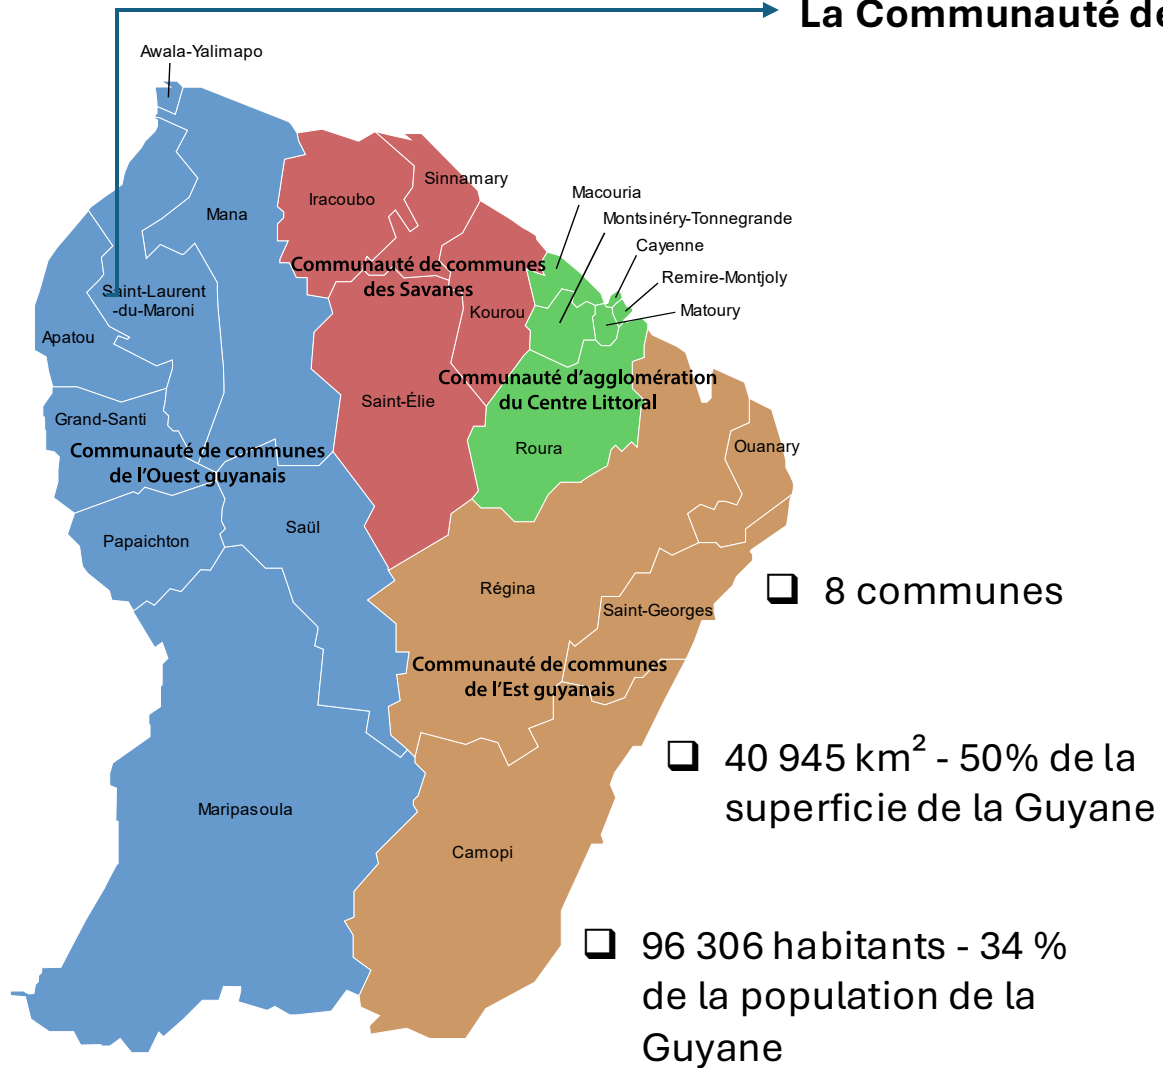 La Communauté de
Awala-Yalimapo
Sinnamary
Iracoubo
Mana
Macouria
Montsinéry-Tonnegrande
Cayenne
Remire-Montjoly
Matoury
Communauté de communes
des Savanes
Saint-Laurent
-du-Maroni
Kourou
Apatou
Communauté d'agglomération
du Centre Littoral
Saint-Élie
Grand-Santi
Roura
Ouanary
Communauté de communes
de l'Ouest guyanais
Saül
Papaichton
Régina
Saint-Georges
8 communes
Communauté de communes
de l'Est guyanais
40 945 km² - 50% de la
superficie de la Guyane
Maripasoula
Camopi
96 306 habitants - 34 %
de la population de la
Guyane